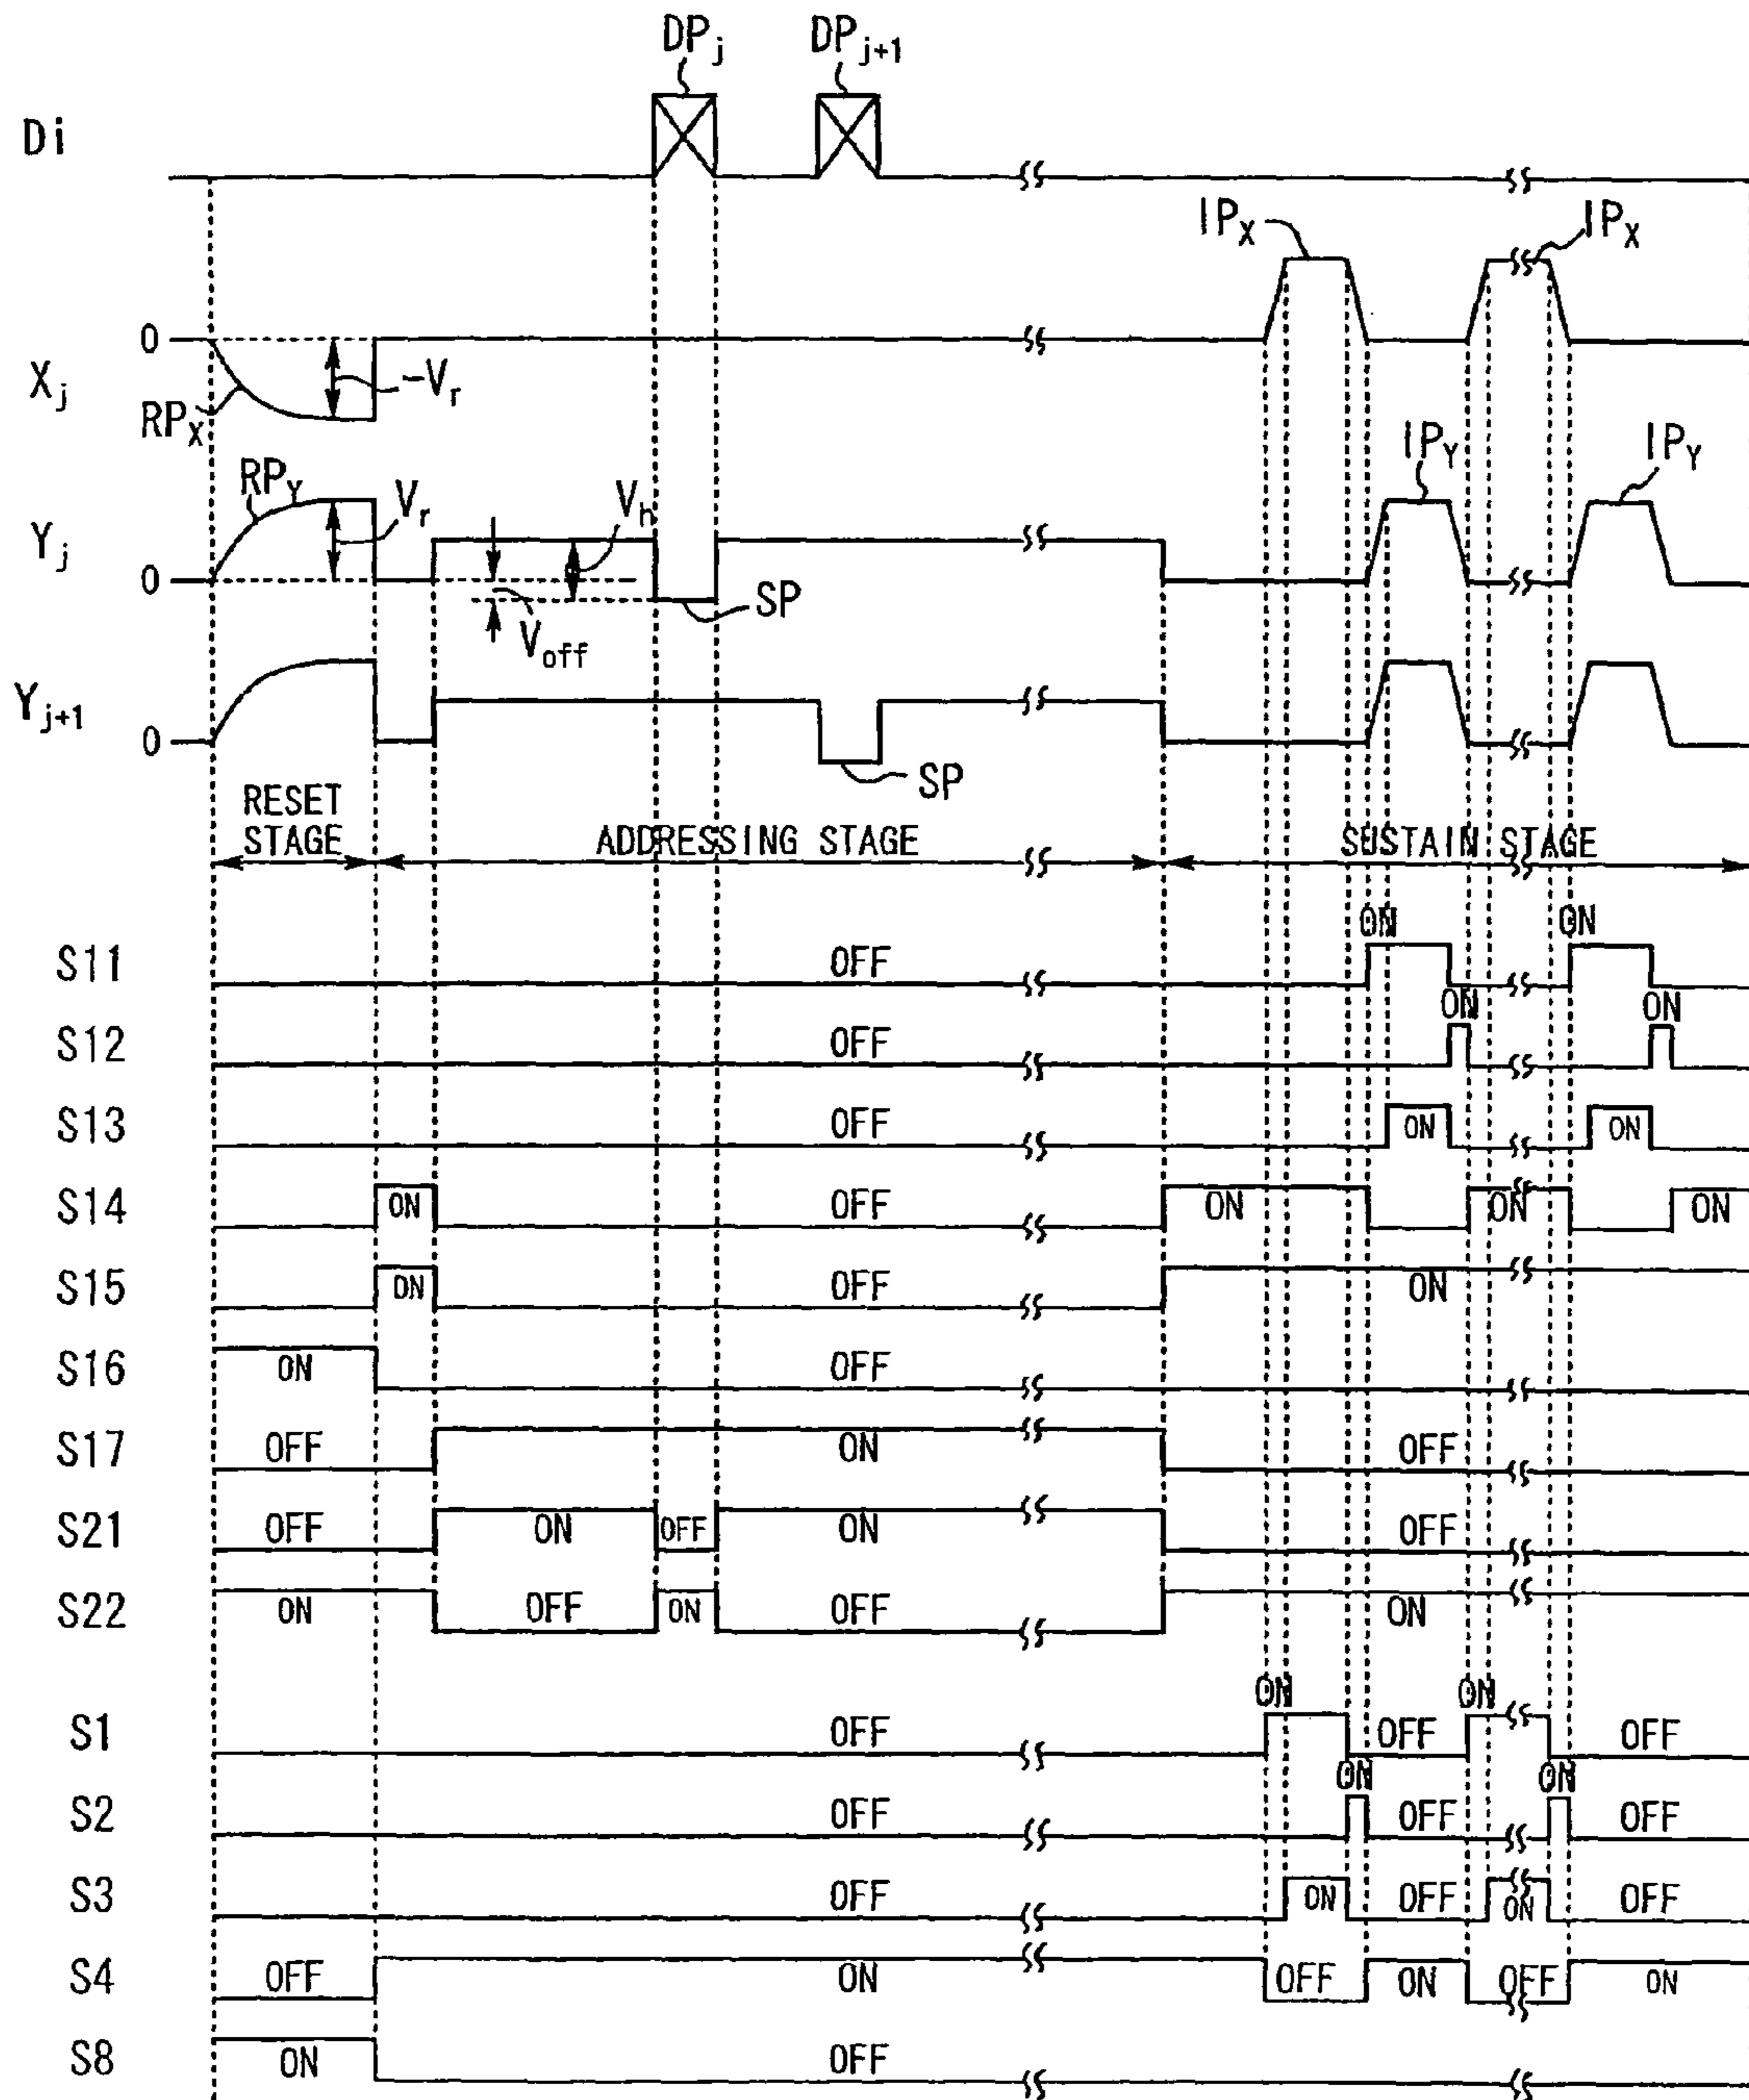 DPj DPj+1
Di
IPX IPX
0
Xj -Vr
RPX
IPY IPY
RPY Vr Vh
Yj
0
SP
Voff
Yj+1
0
SP
RESET STAGE ADDRESSING STAGE SUSTAIN STAGE
ON ON
S11 OFF
ON ON
S12 OFF
S13 OFF ON ON
S14 ON OFF ON ON ON
S15 ON OFF ON
S16 ON OFF
S17 OFF ON OFF
S21 OFF ON OFF ON OFF
S22 ON OFF ON OFF ON
ON ON
S1 OFF OFF OFF
ON ON
S2 OFF OFF OFF
S3 OFF ON OFF ON OFF
S4 OFF ON OFF ON OFF ON
S8 ON OFF